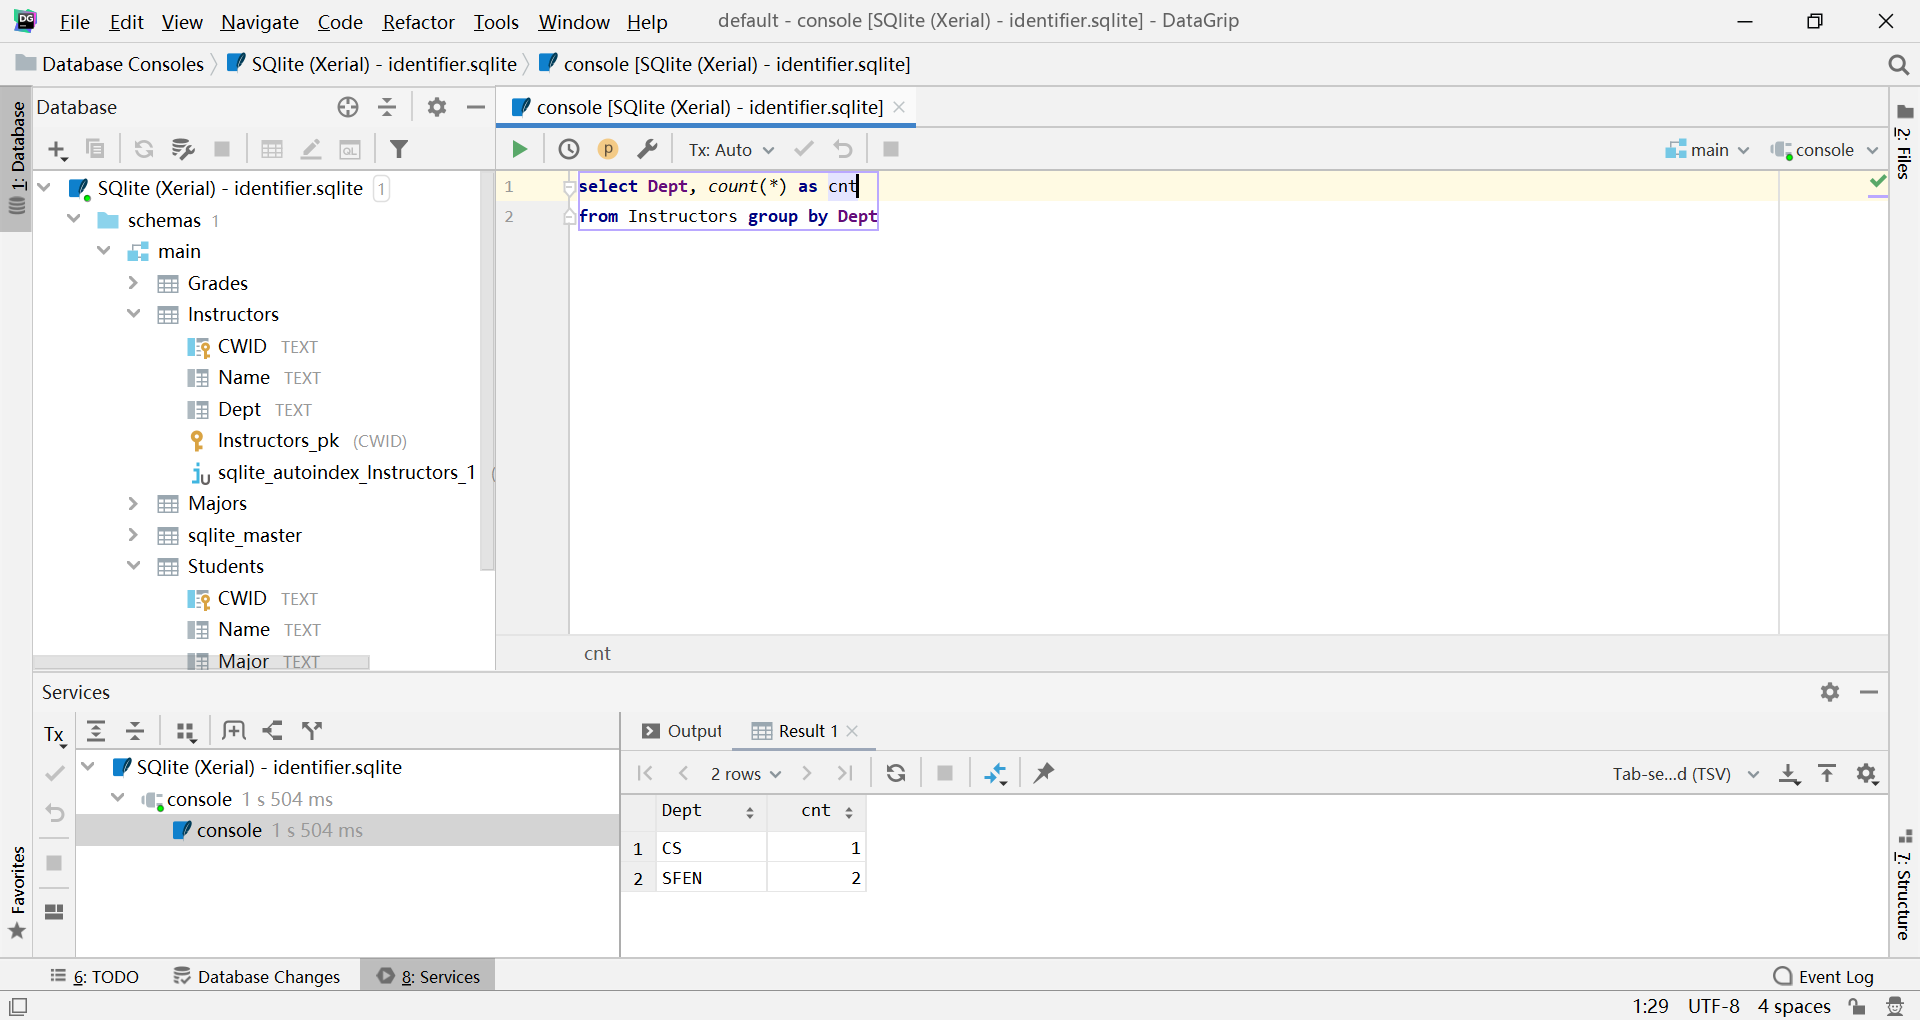 DG File Edit View Navigate Code Refactor Tools Window Help default - console [SQlite (Xerial) - identifier.sqlite] - DataGrip
Database Consoles SQlite (Xerial) - identifier.sqlite console [SQlite (Xerial) - identifier.sqlite]
1: Database
Database
console [SQlite (Xerial) - identifier.sqlite]
QL
p Tx: Auto main console
2: Files
SQlite (Xerial) - identifier.sqlite 1
schemas 1
main
Grades
Instructors
CWID TEXT
Name TEXT
Dept TEXT
Instructors_pk (CWID)
sqlite_autoindex_Instructors_1 (
Majors
sqlite_master
Students
CWID TEXT
Name TEXT
Major TEXT
1 select Dept, count(*) as cnt
2 from Instructors group by Dept
cnt
Services
Tx
SQlite (Xerial) - identifier.sqlite
console 1 s 504 ms
console 1 s 504 ms
Output Result 1
2 rows Tab-se...d (TSV)
Dept cnt
1 CS 1
2 SFEN 2
Favorites
7: Structure
6: TODO Database Changes 8: Services Event Log
1:29 UTF-8 4 spaces